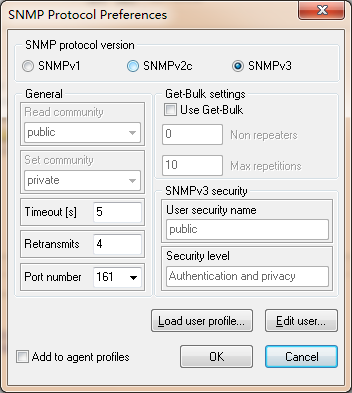 SNMP Protocol Preferences
SNMP protocol version
SNMPv1
SNMPv2c
SNMPv3
General
Read community
public
Set community
private
Timeout [s] 5
Retransmits 4
Port number 161
Get-Bulk settings
Use Get-Bulk
0 Non repeaters
10 Max repetitions
SNMPv3 security
User security name
public
Security level
Authentication and privacy
Load user profile...
Edit user...
Add to agent profiles
OK
Cancel